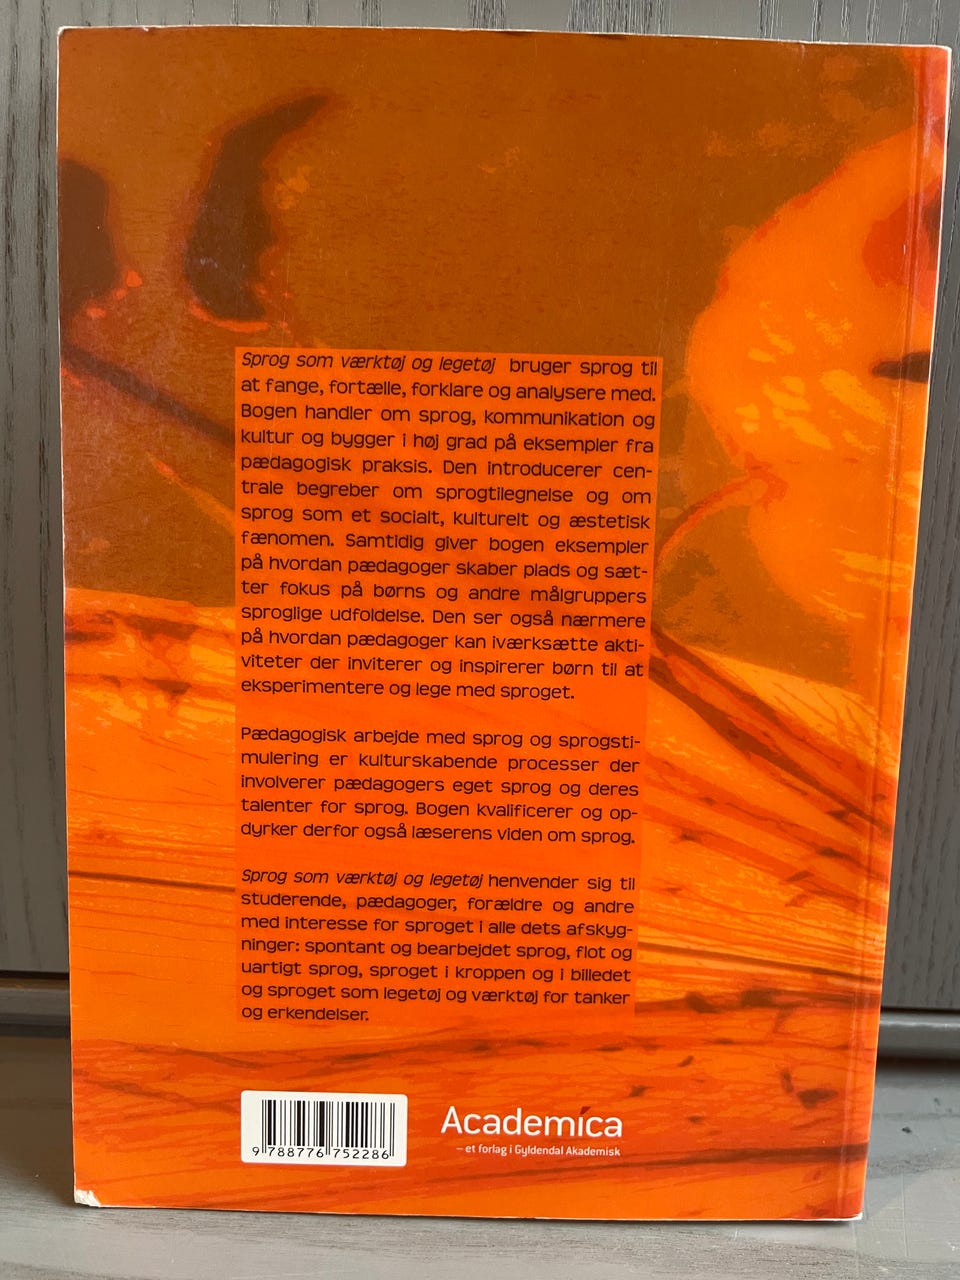 Sprog som værktøj og legetøj bruger sprog til
at fange, fortælle, forklare og analysere med.
Bogen handler om sprog, kommunikation og
kultur og bygger i høj grad på eksempler fra
pædagogisk praksis. Den introducerer cen-
trale begreber om sprogtilegnelse og om
sprog som et socialt, kulturelt og æstetisk
fænomen. Samtidig giver bogen eksempler
på hvordan pædagoger skaber plads og sæt-
ter fokus på børns og andre målgruppers
sproglige udfoldelse. Den ser også nærmere
på hvordan pædagoger kan iværksætte akti-
viteter der inviterer og inspirerer børn til at
eksperimentere og lege med sproget.
Pædagogisk arbejde med sprog og sprogsti-
mulering er kulturskabende processer der
involverer pædagogers eget sprog og deres
talenter for sprog. Bogen kvalificerer og op-
dyrker derfor også læserens viden om sprog.
Sprog som værktøj og legetøj henvender sig til
studerende, pædagoger, forældre og andre
med interesse for sproget i alle dets afskyg-
ninger: spontant og bearbejdet sprog, flot og
uartigt sprog, sproget i kroppen og i billedet
og sproget som legetøj og værktøj for tanker
og erkendelser.
9 788776 752286
Academica
– et forlag i Gyldendal Akademisk